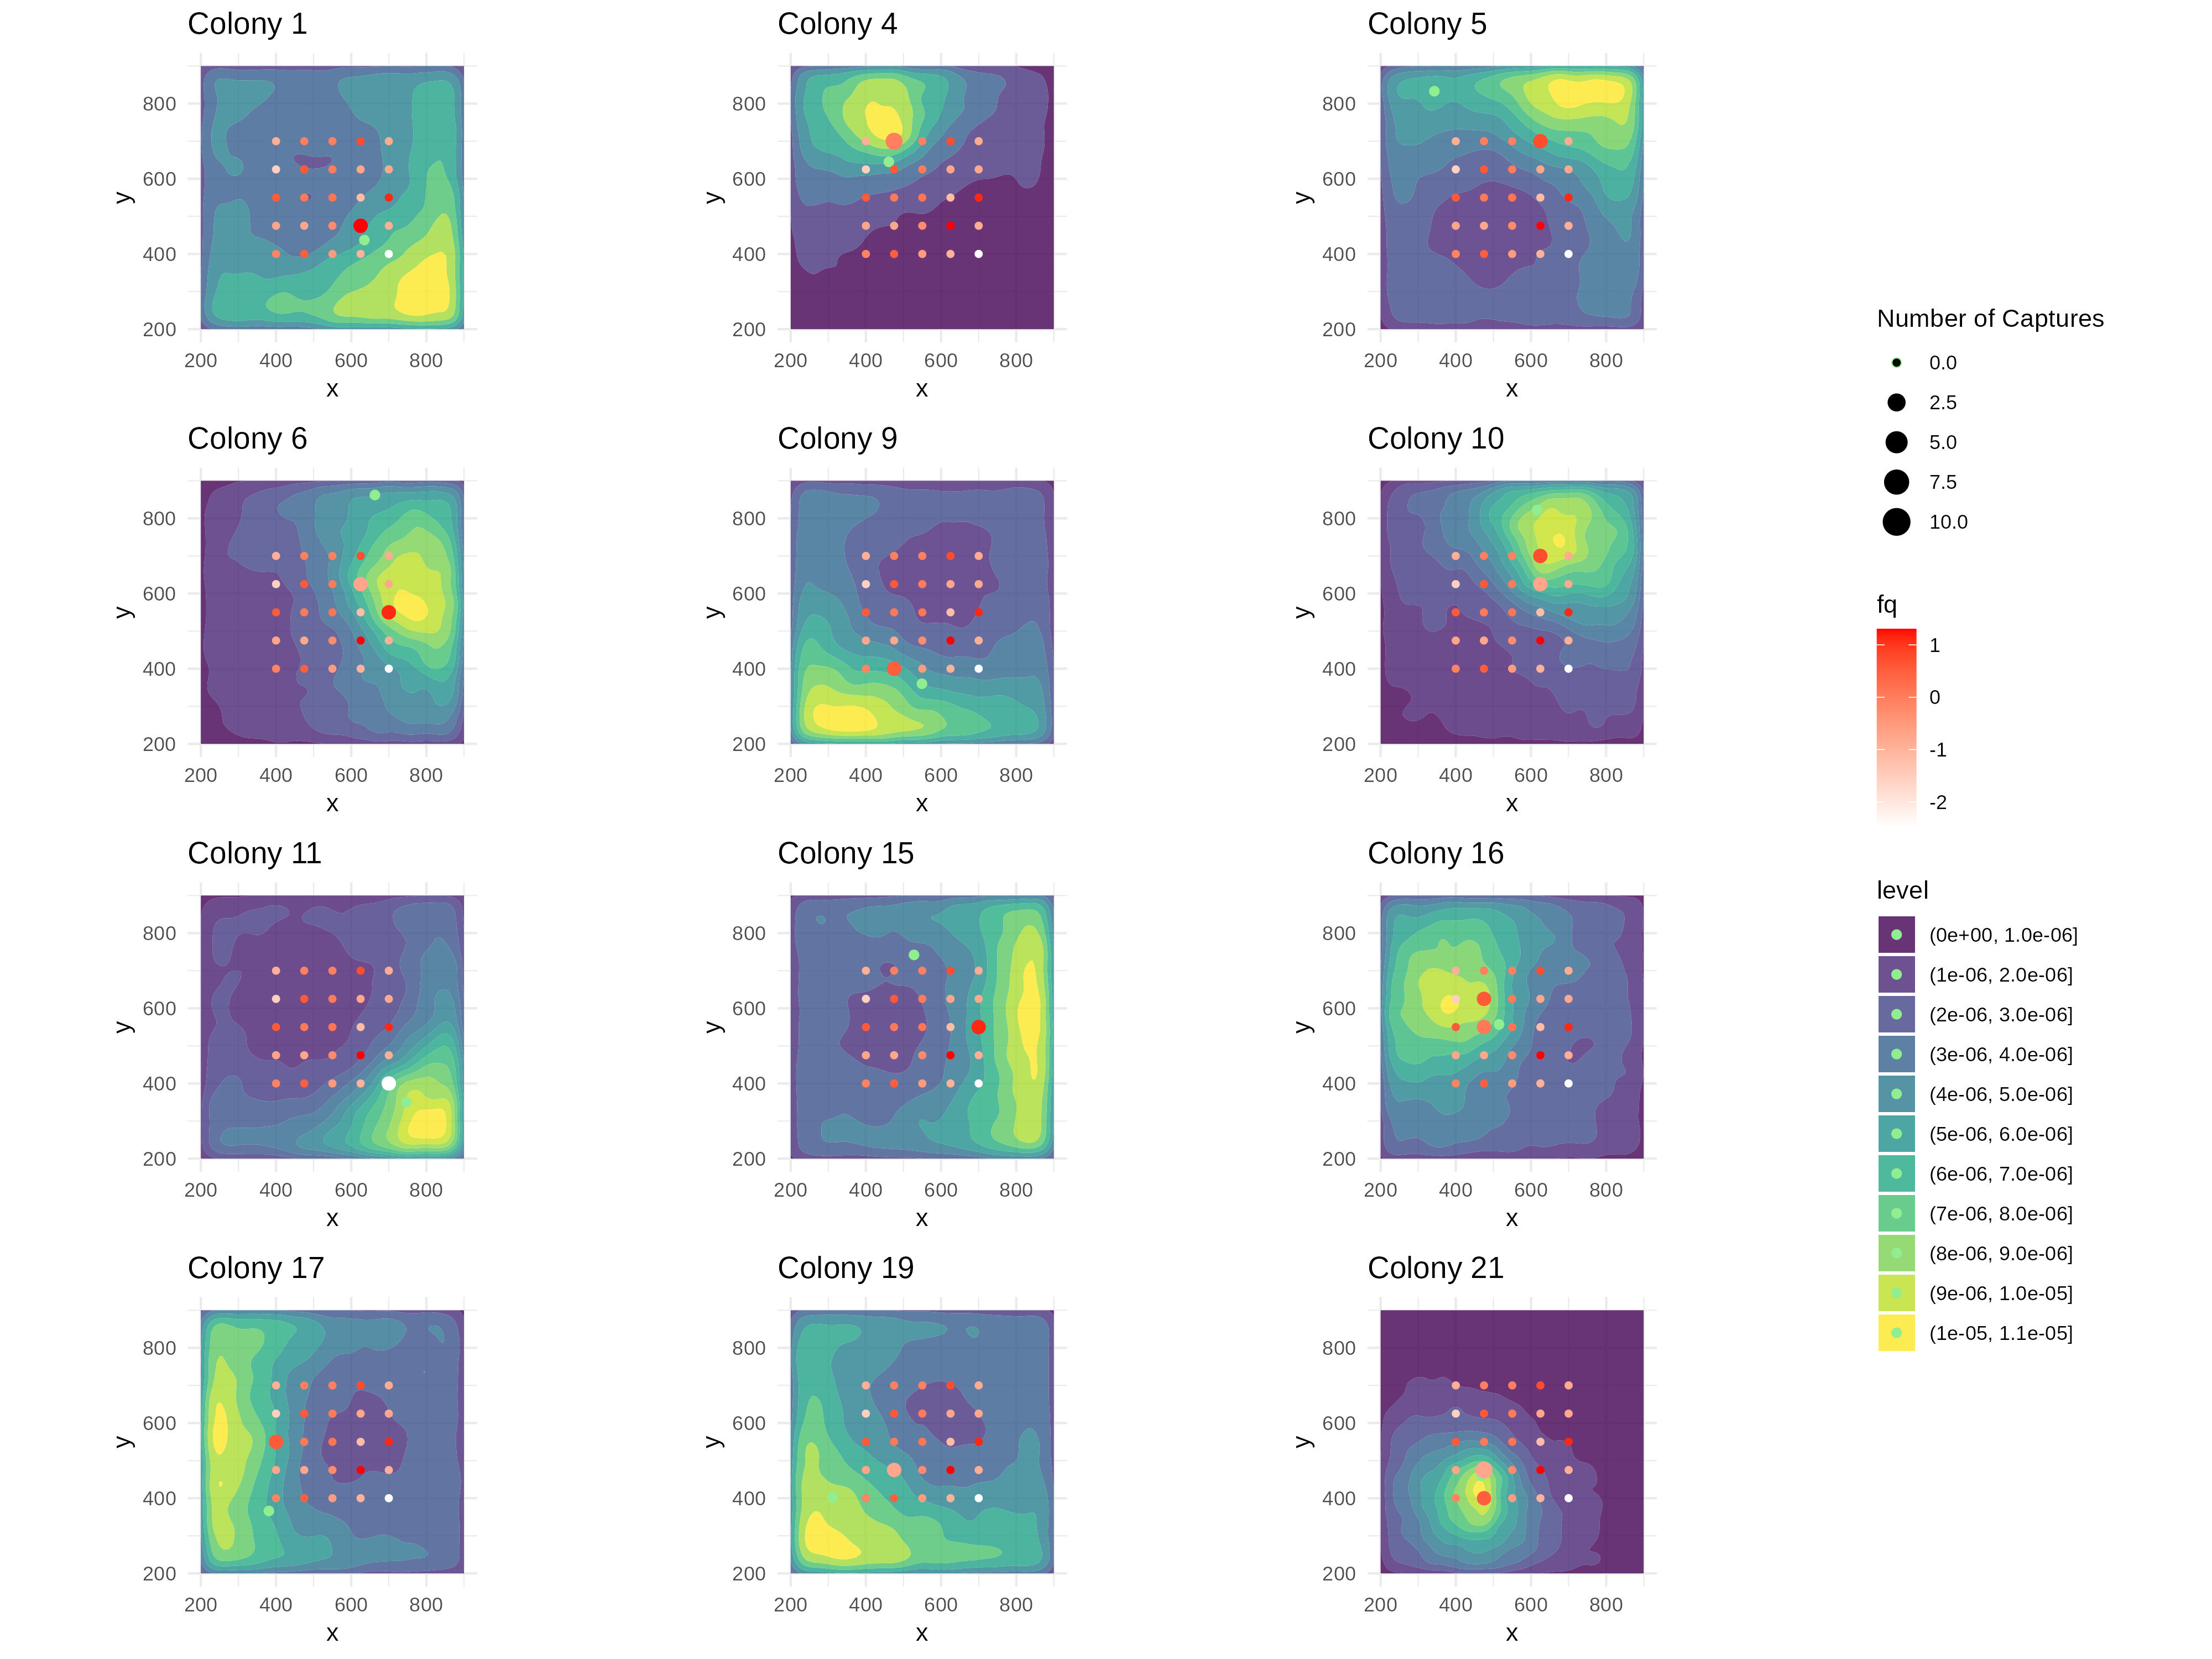 Colony 1
Colony 4
Colony 5
800
600
400
200
y
200 400 600 800
x
800
600
400
200
y
200 400 600 800
x
800
600
400
200
y
200 400 600 800
x
Colony 6
Colony 9
Colony 10
800
600
400
200
y
200 400 600 800
x
800
600
400
200
y
200 400 600 800
x
800
600
400
200
y
200 400 600 800
x
Colony 11
Colony 15
Colony 16
800
600
400
200
y
200 400 600 800
x
800
600
400
200
y
200 400 600 800
x
800
600
400
200
y
200 400 600 800
x
Colony 17
Colony 19
Colony 21
800
600
400
200
y
200 400 600 800
x
800
600
400
200
y
200 400 600 800
x
800
600
400
200
y
200 400 600 800
x
Number of Captures
0.0
2.5
5.0
7.5
10.0
fq
1
0
-1
-2
level
(0e+00, 1.0e-06]
(1e-06, 2.0e-06]
(2e-06, 3.0e-06]
(3e-06, 4.0e-06]
(4e-06, 5.0e-06]
(5e-06, 6.0e-06]
(6e-06, 7.0e-06]
(7e-06, 8.0e-06]
(8e-06, 9.0e-06]
(9e-06, 1.0e-05]
(1e-05, 1.1e-05]